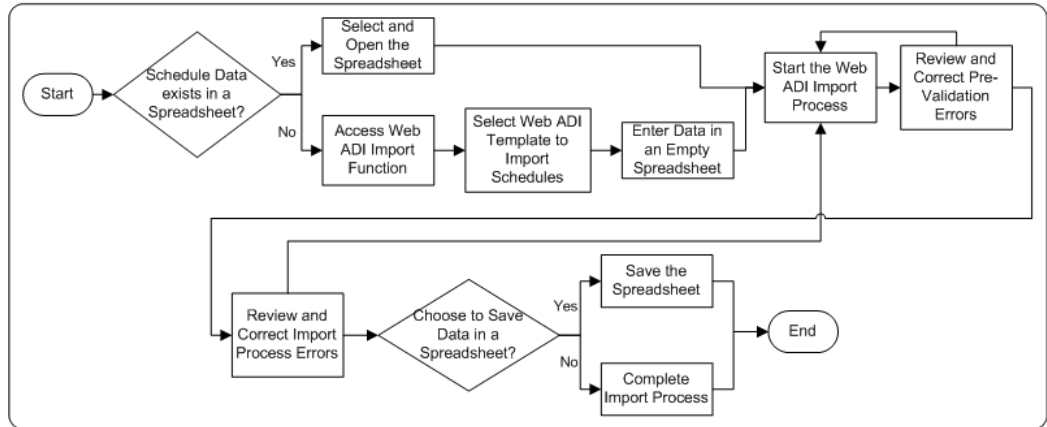 Start
Schedule Data
exists in a
Spreadsheet?
Yes
No
Select and
Open the
Spreadsheet
Access Web
ADI Import
Function
Select Web ADI
Template to
Import
Schedules
Enter Data in
an Empty
Spreadsheet
Start the Web
ADI Import
Process
Review and
Correct Pre-
Validation
Errors
Review and
Correct Import
Process Errors
Choose to Save
Data in a
Spreadsheet?
Yes
No
Save the
Spreadsheet
Complete
Import Process
End